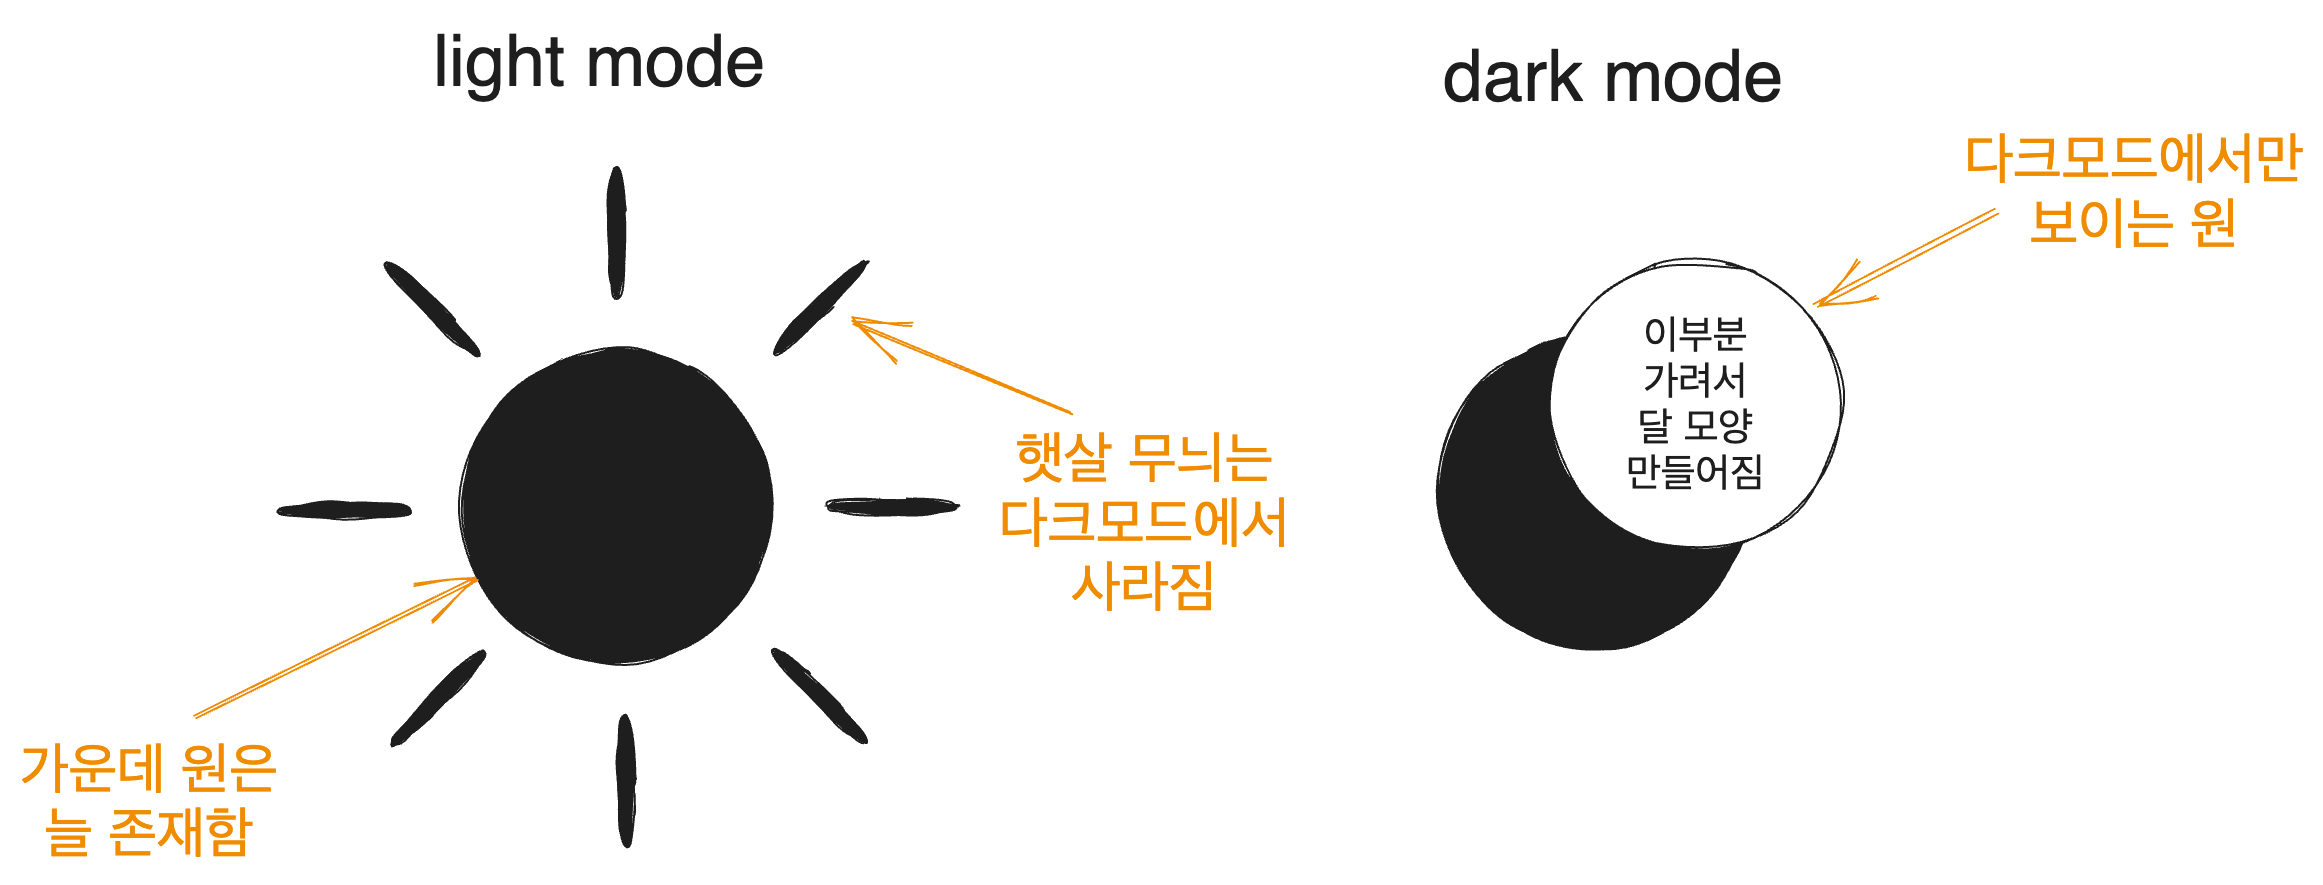 light mode
dark mode
다크모드에서만
보이는 원
이부분
가려서
달 모양
만들어짐
햇살 무늬는
다크모드에서
사라짐
가운데 원은
늘 존재함